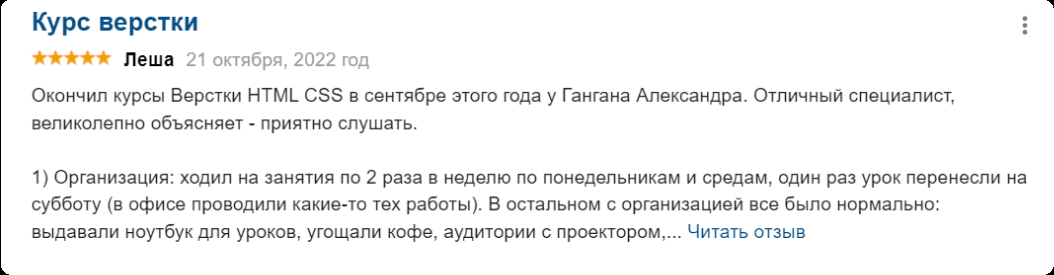 Курс верстки
Леша 21 октября, 2022 год
Окончил курсы Верстки HTML CSS в сентябре этого года у Гангана Александра. Отличный специалист,
великолепно объясняет - приятно слушать.
1) Организация: ходил на занятия по 2 раза в неделю по понедельникам и средам, один раз урок перенесли на
субботу (в офисе проводили какие-то тех работы). В остальном с организацией все было нормально:
выдавали ноутбук для уроков, угощали кофе, аудитории с проектором,... Читать отзыв